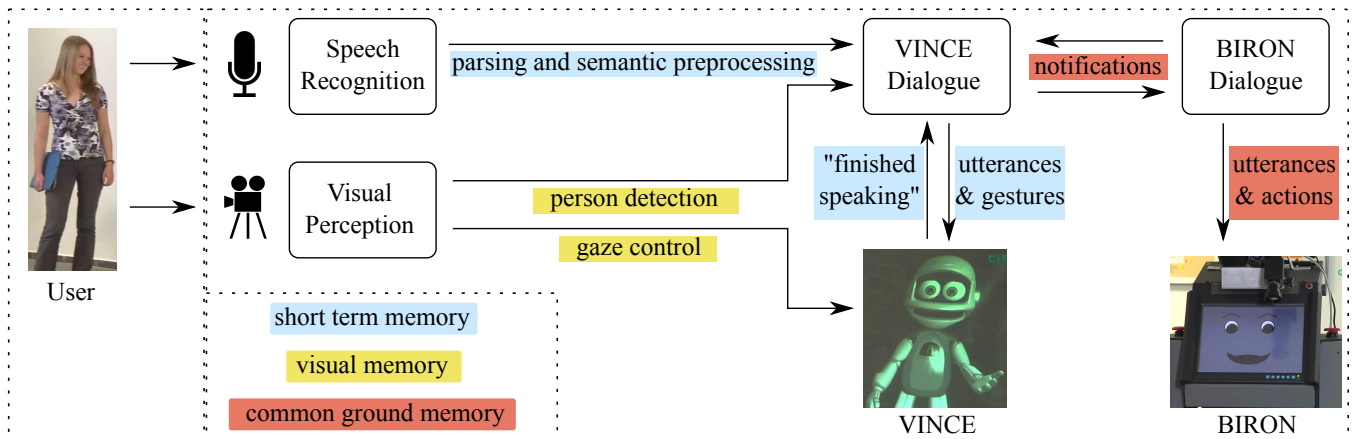 Speech
Recognition
parsing and semantic preprocessing
VINCE
Dialogue
notifications
BIRON
Dialogue
Visual
Perception
person detection
gaze control
"finished
speaking"
utterances
& gestures
utterances
& actions
User
short term memory
visual memory
common ground memory
CIT
VINCE
BIRON